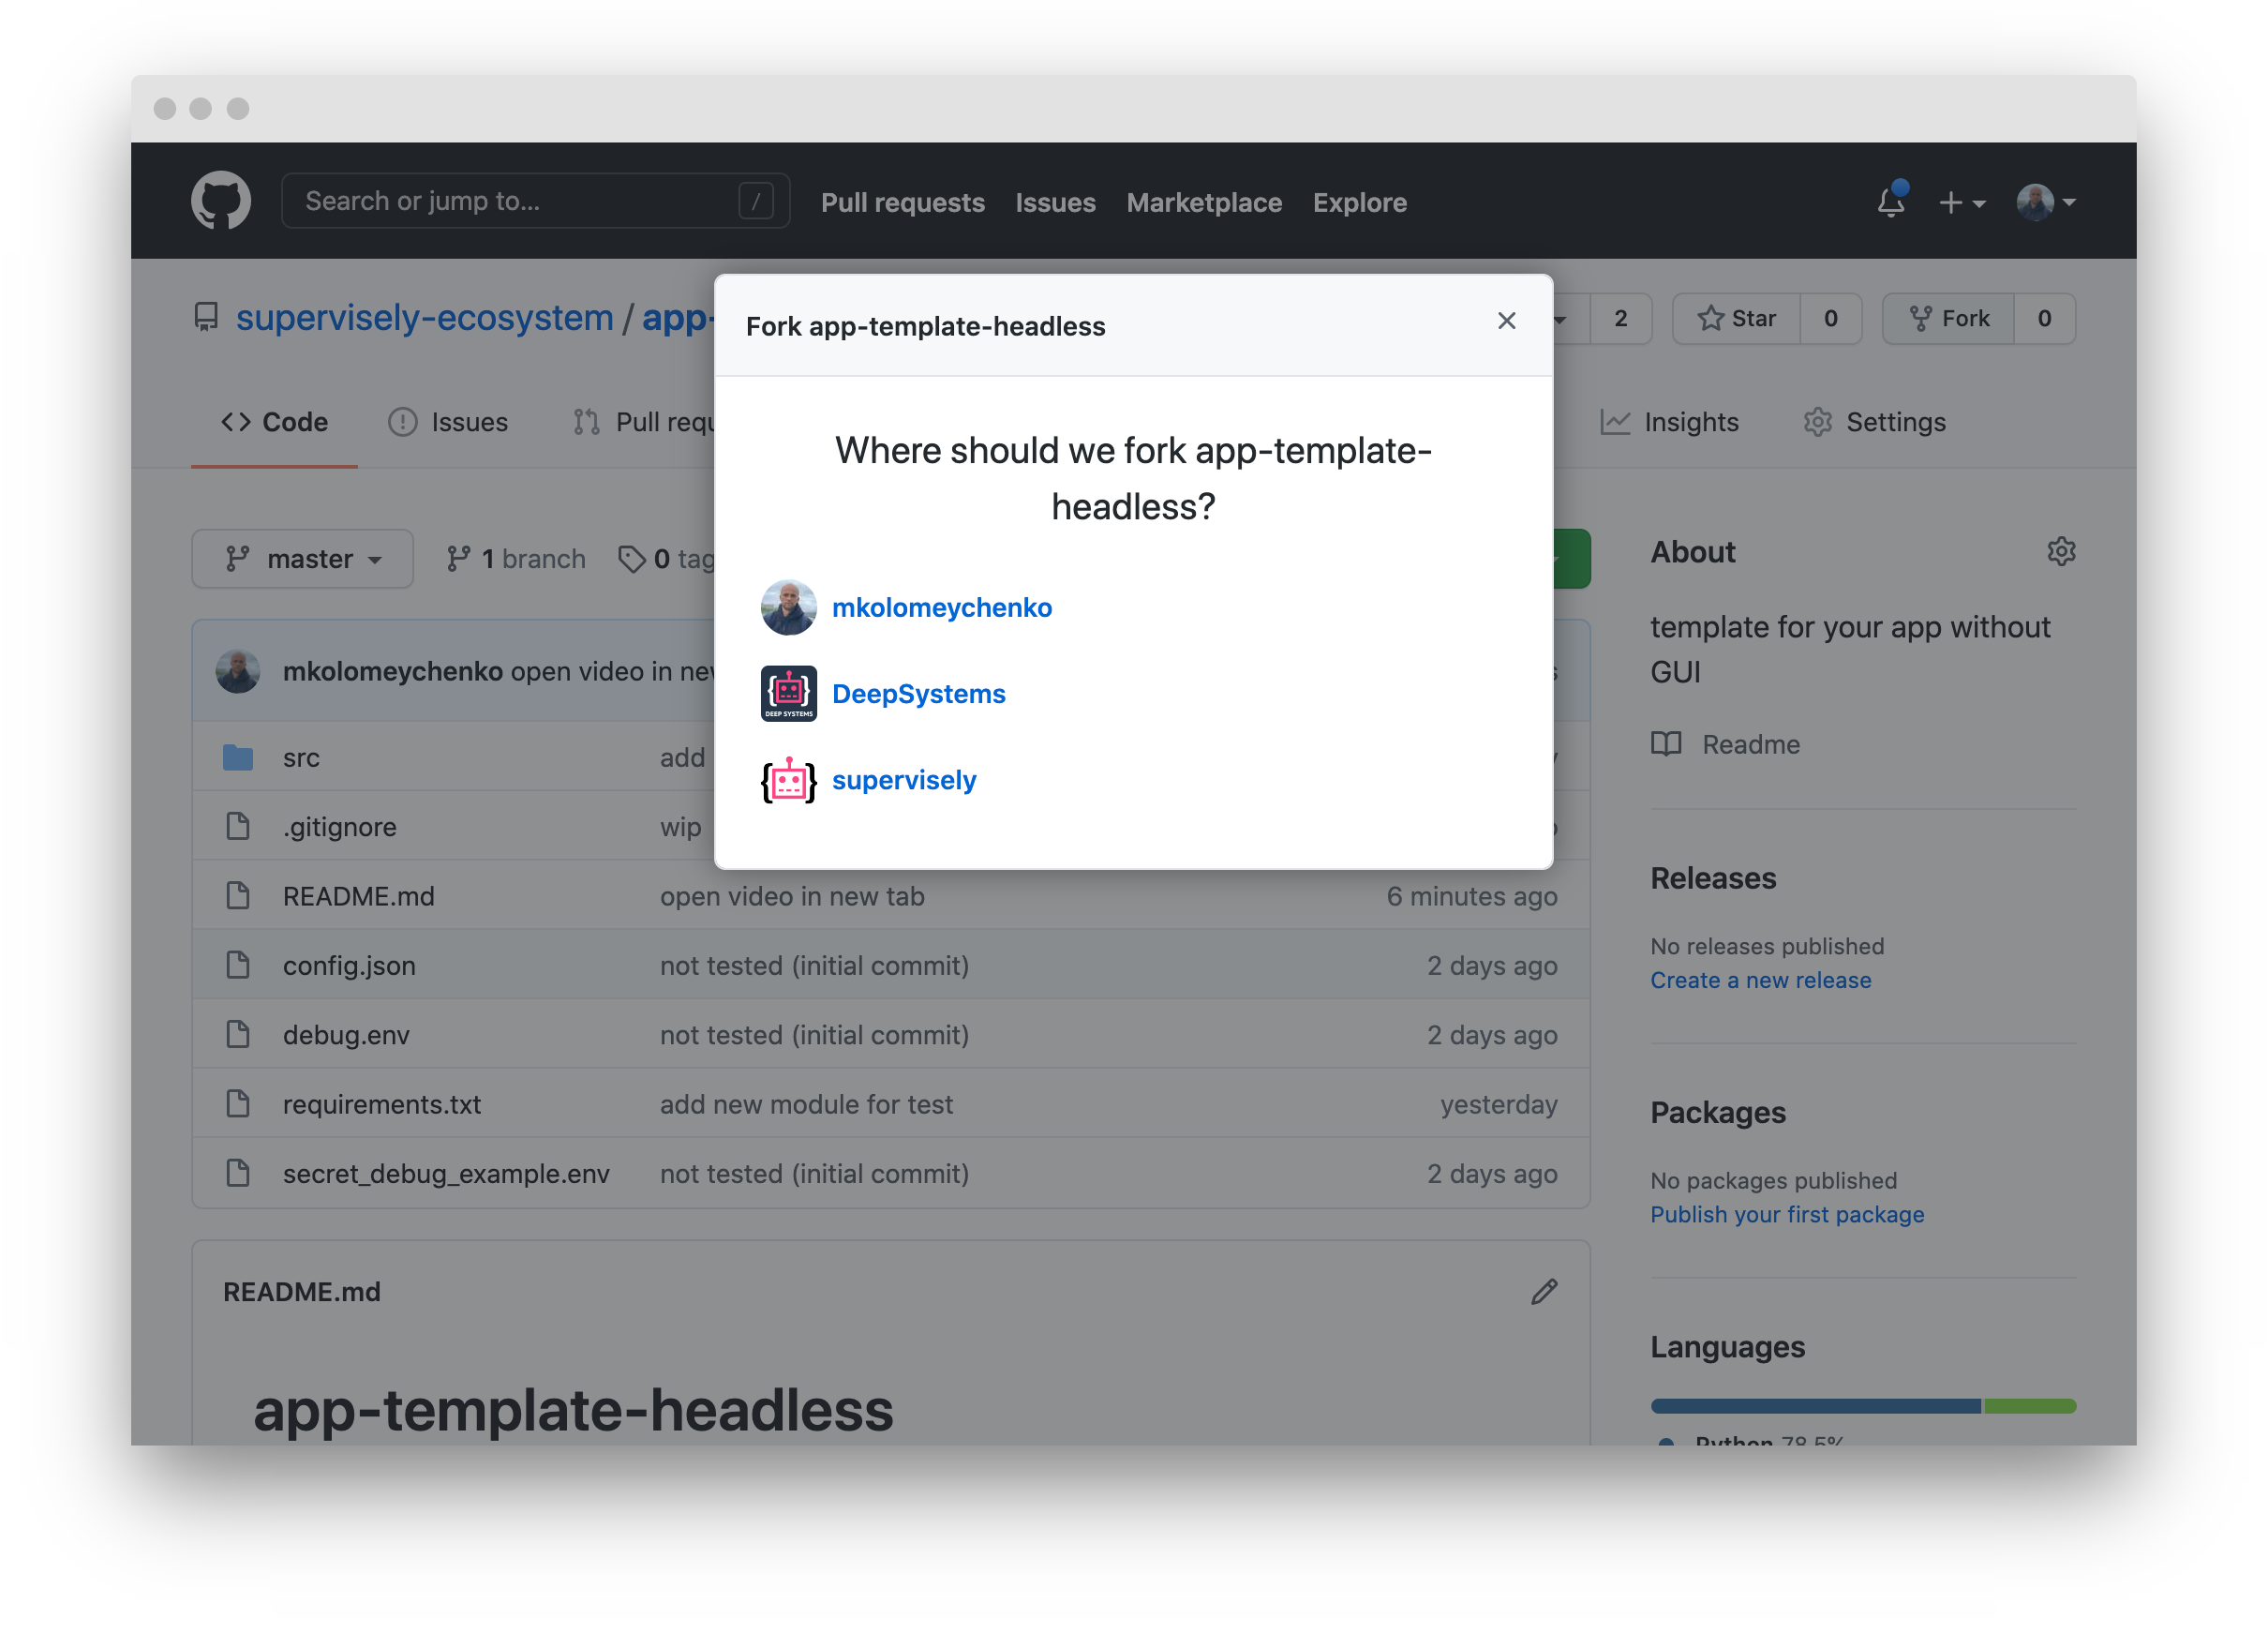 Search or jump to... /
Pull requests Issues Marketplace Explore
supervisely-ecosystem / app-
2 Star 0 Fork 0
Fork app-template-headless
Code Issues Pull requ Insights Settings
Where should we fork app-template-
headless?
mkolomeychenko
DeepSystems
supervisely
DEEP SYSTEMS
master 1 branch 0 tag
mkolomeychenko open video in new
src add
.gitignore wip
README.md open video in new tab 6 minutes ago
config.json not tested (initial commit) 2 days ago
debug.env not tested (initial commit) 2 days ago
requirements.txt add new module for test yesterday
secret_debug_example.env not tested (initial commit) 2 days ago
README.md
app-template-headless
About
template for your app without
GUI
Readme
Releases
No releases published
Create a new release
Packages
No packages published
Publish your first package
Languages
Python 78.5%